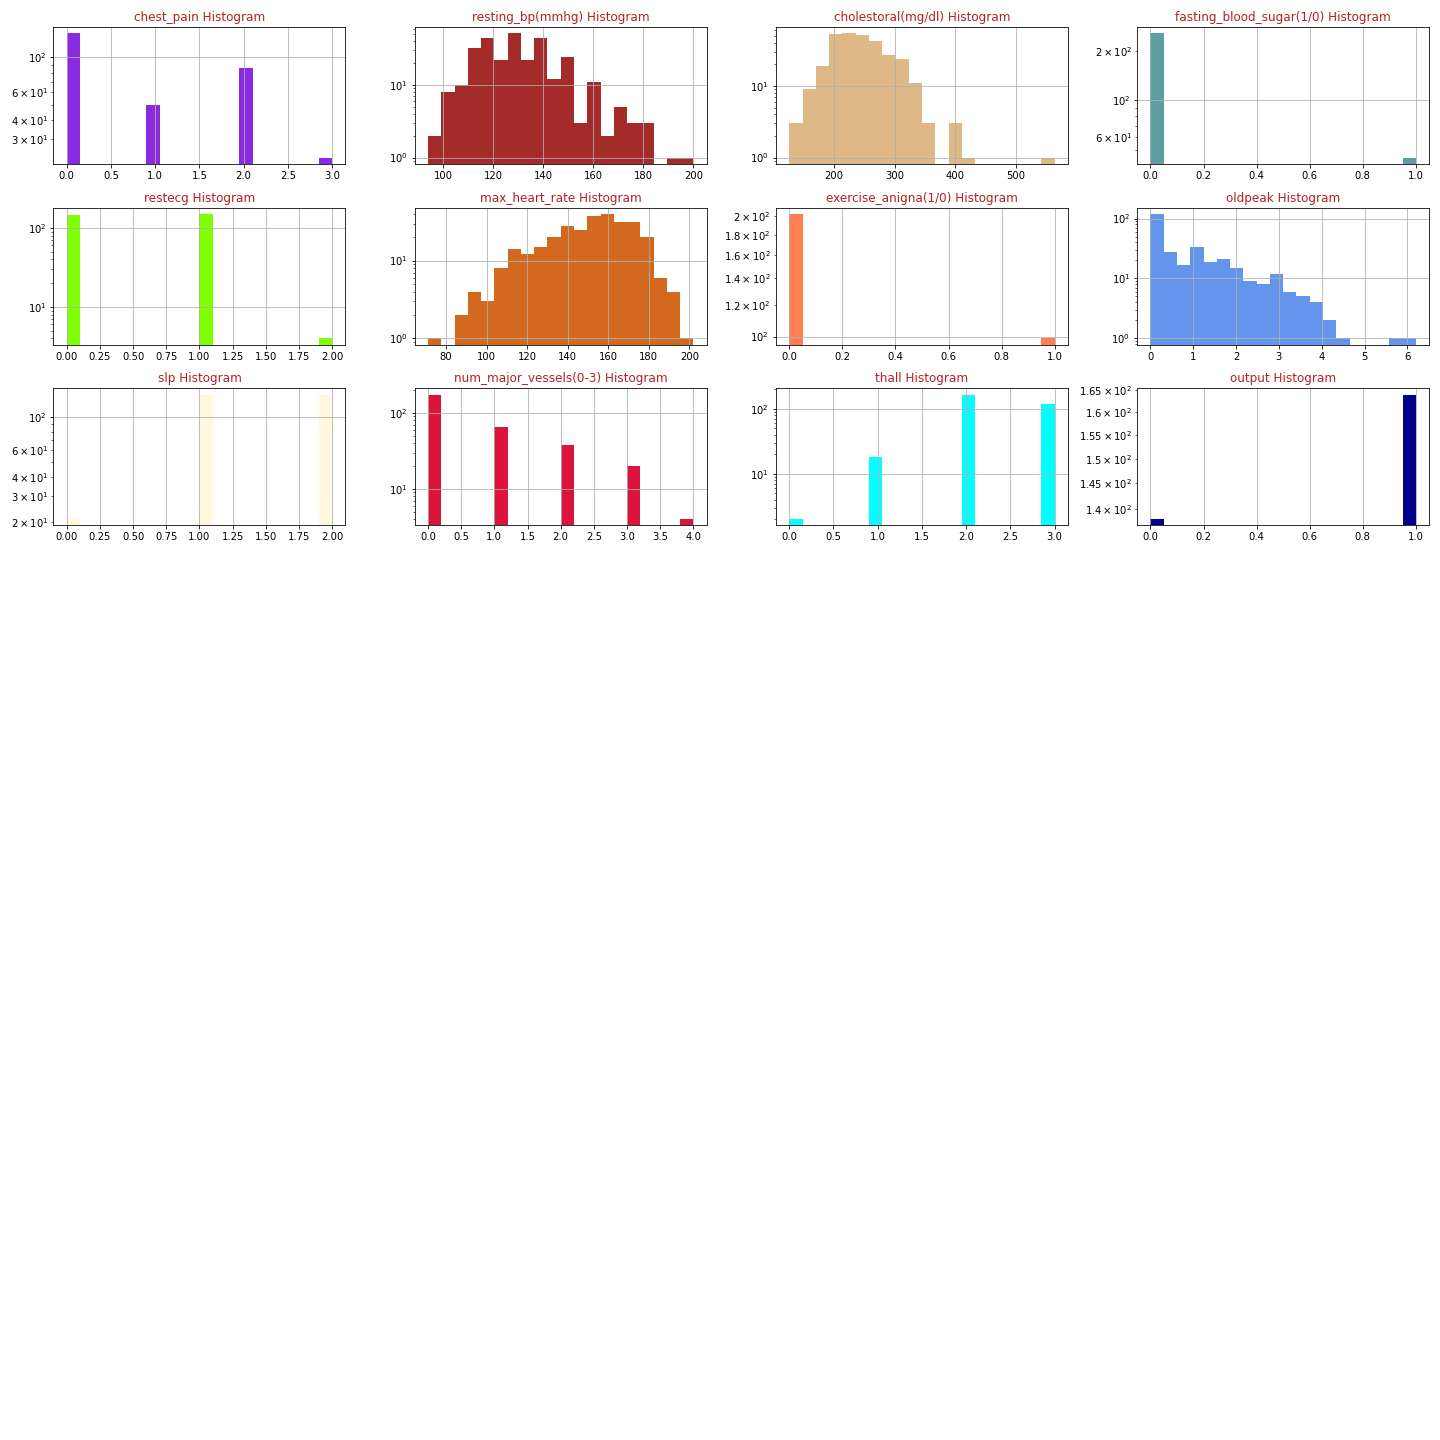 chest_pain Histogram
10²
6 × 10¹
4 × 10¹
3 × 10¹
0.0 0.5 1.0 1.5 2.0 2.5 3.0
resting_bp(mmhg) Histogram
10¹
10⁰
100 120 140 160 180 200
cholestoral(mg/dl) Histogram
10¹
10⁰
200 300 400 500
fasting_blood_sugar(1/0) Histogram
2 × 10²
10²
6 × 10¹
0.0 0.2 0.4 0.6 0.8 1.0
restecg Histogram
10²
10¹
0.00 0.25 0.50 0.75 1.00 1.25 1.50 1.75 2.00
max_heart_rate Histogram
10¹
10⁰
80 100 120 140 160 180 200
exercise_anigna(1/0) Histogram
2 × 10²
1.8 × 10²
1.6 × 10²
1.4 × 10²
1.2 × 10²
10²
0.0 0.2 0.4 0.6 0.8 1.0
oldpeak Histogram
10²
10¹
10⁰
0 1 2 3 4 5 6
slp Histogram
10²
6 × 10¹
4 × 10¹
3 × 10¹
2 × 10¹
0.00 0.25 0.50 0.75 1.00 1.25 1.50 1.75 2.00
num_major_vessels(0-3) Histogram
10²
10¹
0.0 0.5 1.0 1.5 2.0 2.5 3.0 3.5 4.0
thall Histogram
10²
10¹
0.0 0.5 1.0 1.5 2.0 2.5 3.0
output Histogram
1.65 × 10²
1.6 × 10²
1.55 × 10²
1.5 × 10²
1.45 × 10²
1.4 × 10²
0.0 0.2 0.4 0.6 0.8 1.0